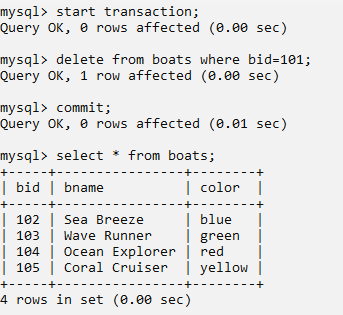 mysql> start transaction;
Query OK, 0 rows affected (0.00 sec)
mysql> delete from boats where bid=101;
Query OK, 1 row affected (0.00 sec)
mysql> commit;
Query OK, 0 rows affected (0.01 sec)
mysql> select * from boats;
+-----+----------------+--------+
| bid | bname          | color  |
+-----+----------------+--------+
| 102 | Sea Breeze     | blue   |
| 103 | Wave Runner    | green  |
| 104 | Ocean Explorer | red    |
| 105 | Coral Cruiser  | yellow |
+-----+----------------+--------+
4 rows in set (0.00 sec)